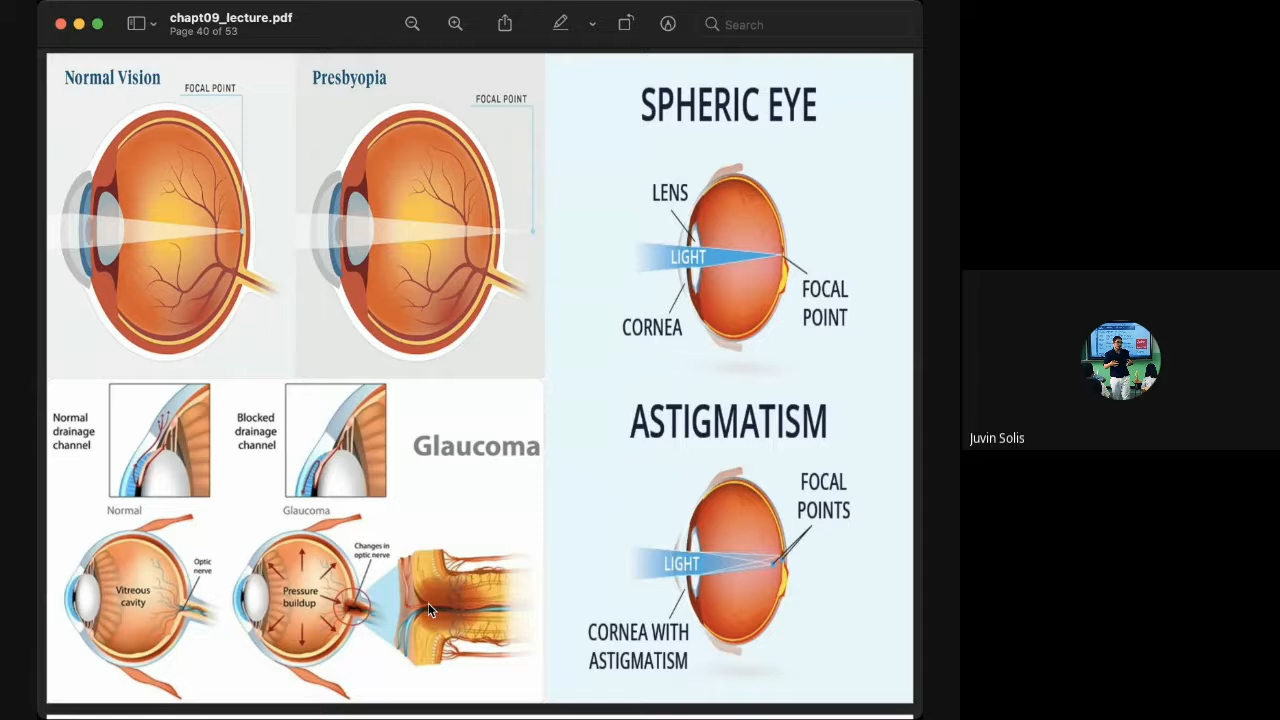 chapt09_lecture.pdf
Page 40 of 53
Search
Normal Vision
FOCAL POINT
Presbyopia
FOCAL POINT
SPHERIC EYE
LENS
LIGHT
CORNEA
FOCAL
POINT
Normal
drainage
channel
Normal
Blocked
drainage
channel
Glaucoma
Glaucoma
Vitreous
cavity
Optic
nerve
Pressure
buildup
Changes in
optic nerve
ASTIGMATISM
FOCAL
POINTS
LIGHT
CORNEA WITH
ASTIGMATISM
Juvin Solis